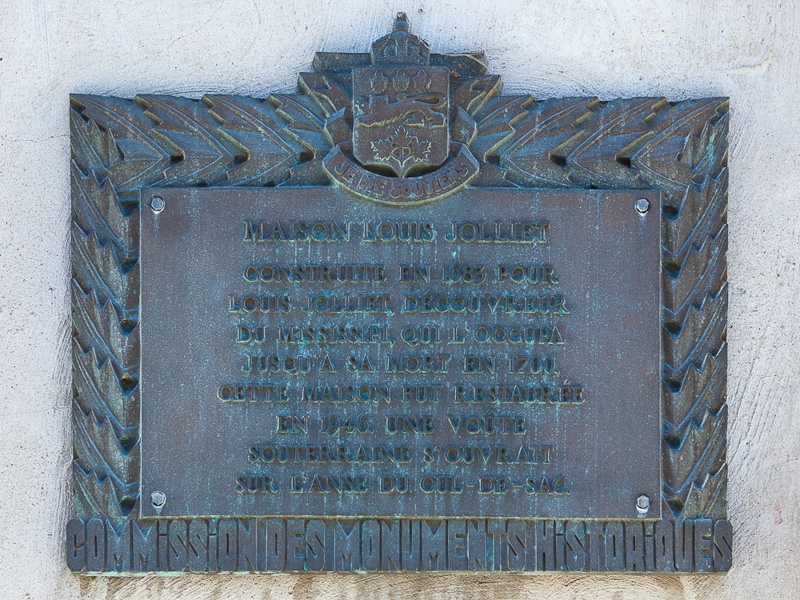 JE ME SOUVIENS
MAISON LOUIS JOLLIET
CONSTRUITE EN 1683 POUR
LOUIS JOLLIET, DÉCOUVREUR
DU MISSISSIPI, QUI L'OCCUPA
JUSQU'À SA MORT EN 1700.
CETTE MAISON FUT RESTAURÉE
EN 1946. UNE VOÛTE
SOUTERRAINE S'OUVRAIT
SUR L'ANSE DU CUL-DE-SAC.
COMMISSION DES MONUMENTS HISTORIQUES